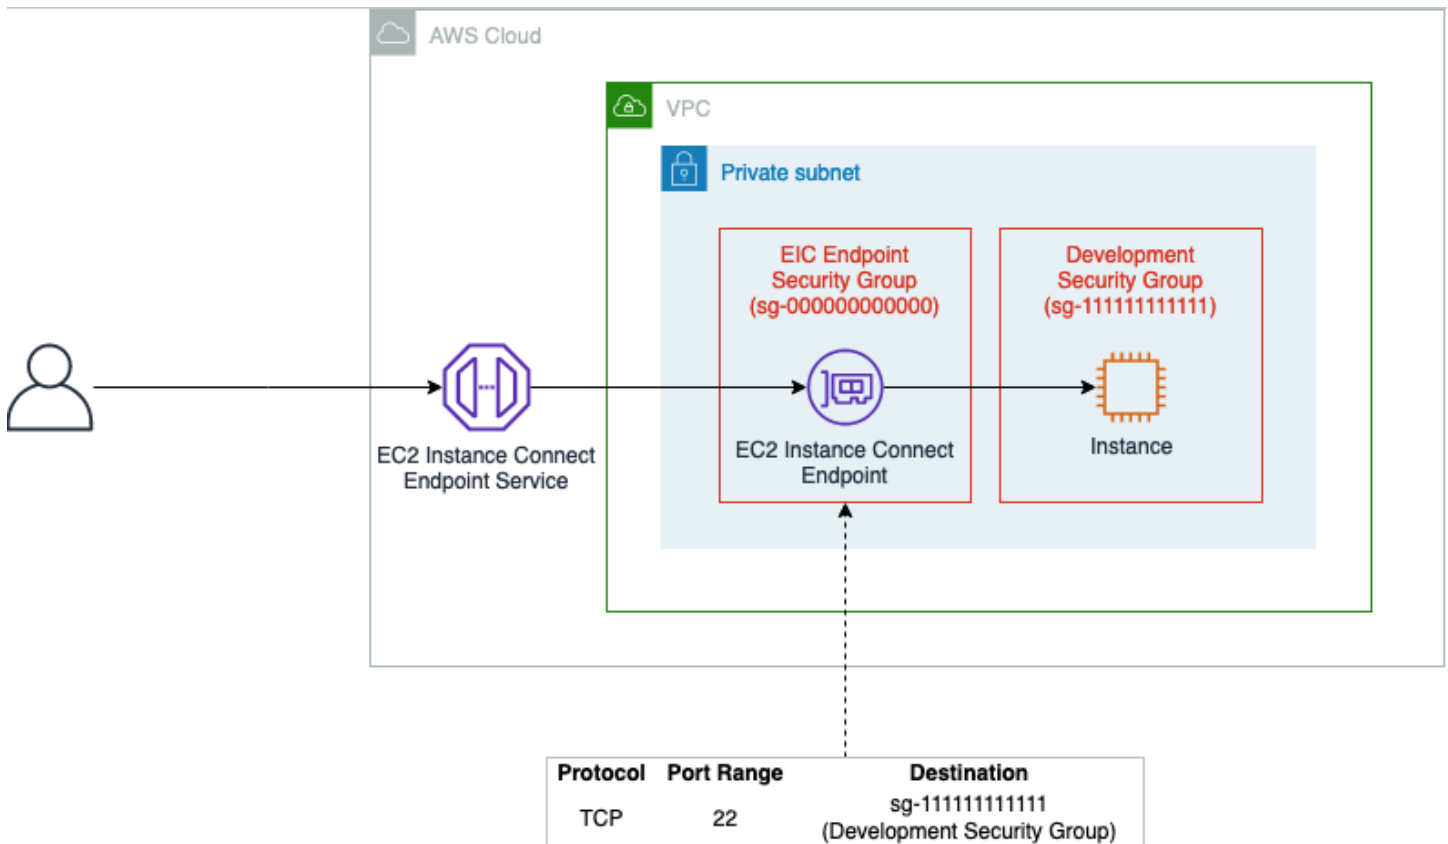 AWS Cloud
VPC
Private subnet
EIC Endpoint
Security Group
(sg-000000000000)
Development
Security Group
(sg-111111111111)
EC2 Instance Connect
Endpoint Service
EC2 Instance Connect
Endpoint
Instance
Protocol Port Range Destination
TCP 22 sg-111111111111
(Development Security Group)